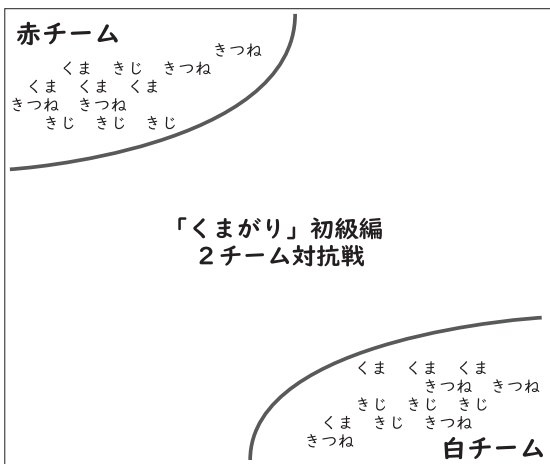 赤チーム
きつね
くま きじ きつね
くま くま くま
きつね きつね
きじ きじ きじ
「くまがり」初級編
２チーム対抗戦
くま くま くま
きつね きつね
きじ きじ きじ
くま きじ きつね
きつね
白チーム